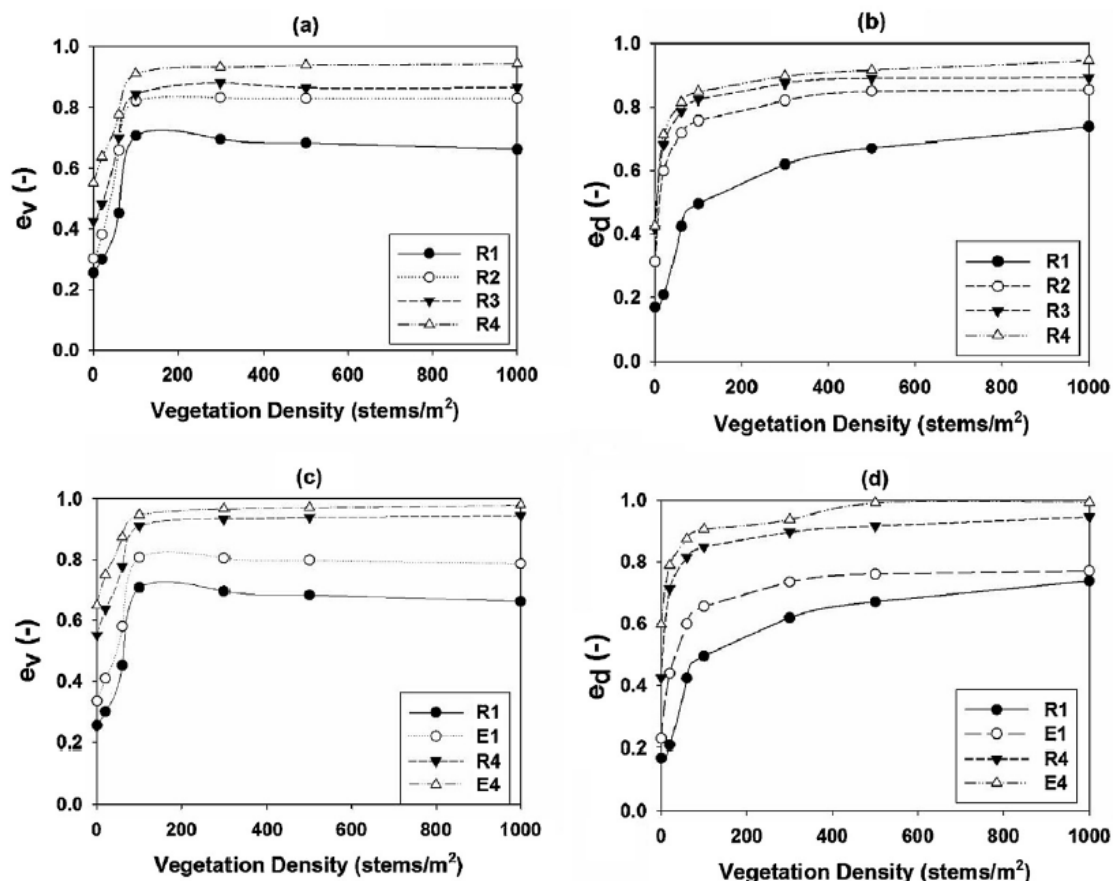 (a)
1.0
0.8
0.6
0.4
0.2
0.0
e_v (-)
R1
R2
R3
R4
0 200 400 600 800 1000
Vegetation Density (stems/m²)
(b)
1.0
0.8
0.6
0.4
0.2
0.0
e_d (-)
R1
R2
R3
R4
0 200 400 600 800 1000
Vegetation Density (stems/m²)
(c)
1.0
0.8
0.6
0.4
0.2
0.0
e_v (-)
R1
E1
R4
E4
0 200 400 600 800 1000
Vegetation Density (stems/m²)
(d)
1.0
0.8
0.6
0.4
0.2
0.0
e_d (-)
R1
E1
R4
E4
0 200 400 600 800 1000
Vegetation Density (stems/m²)